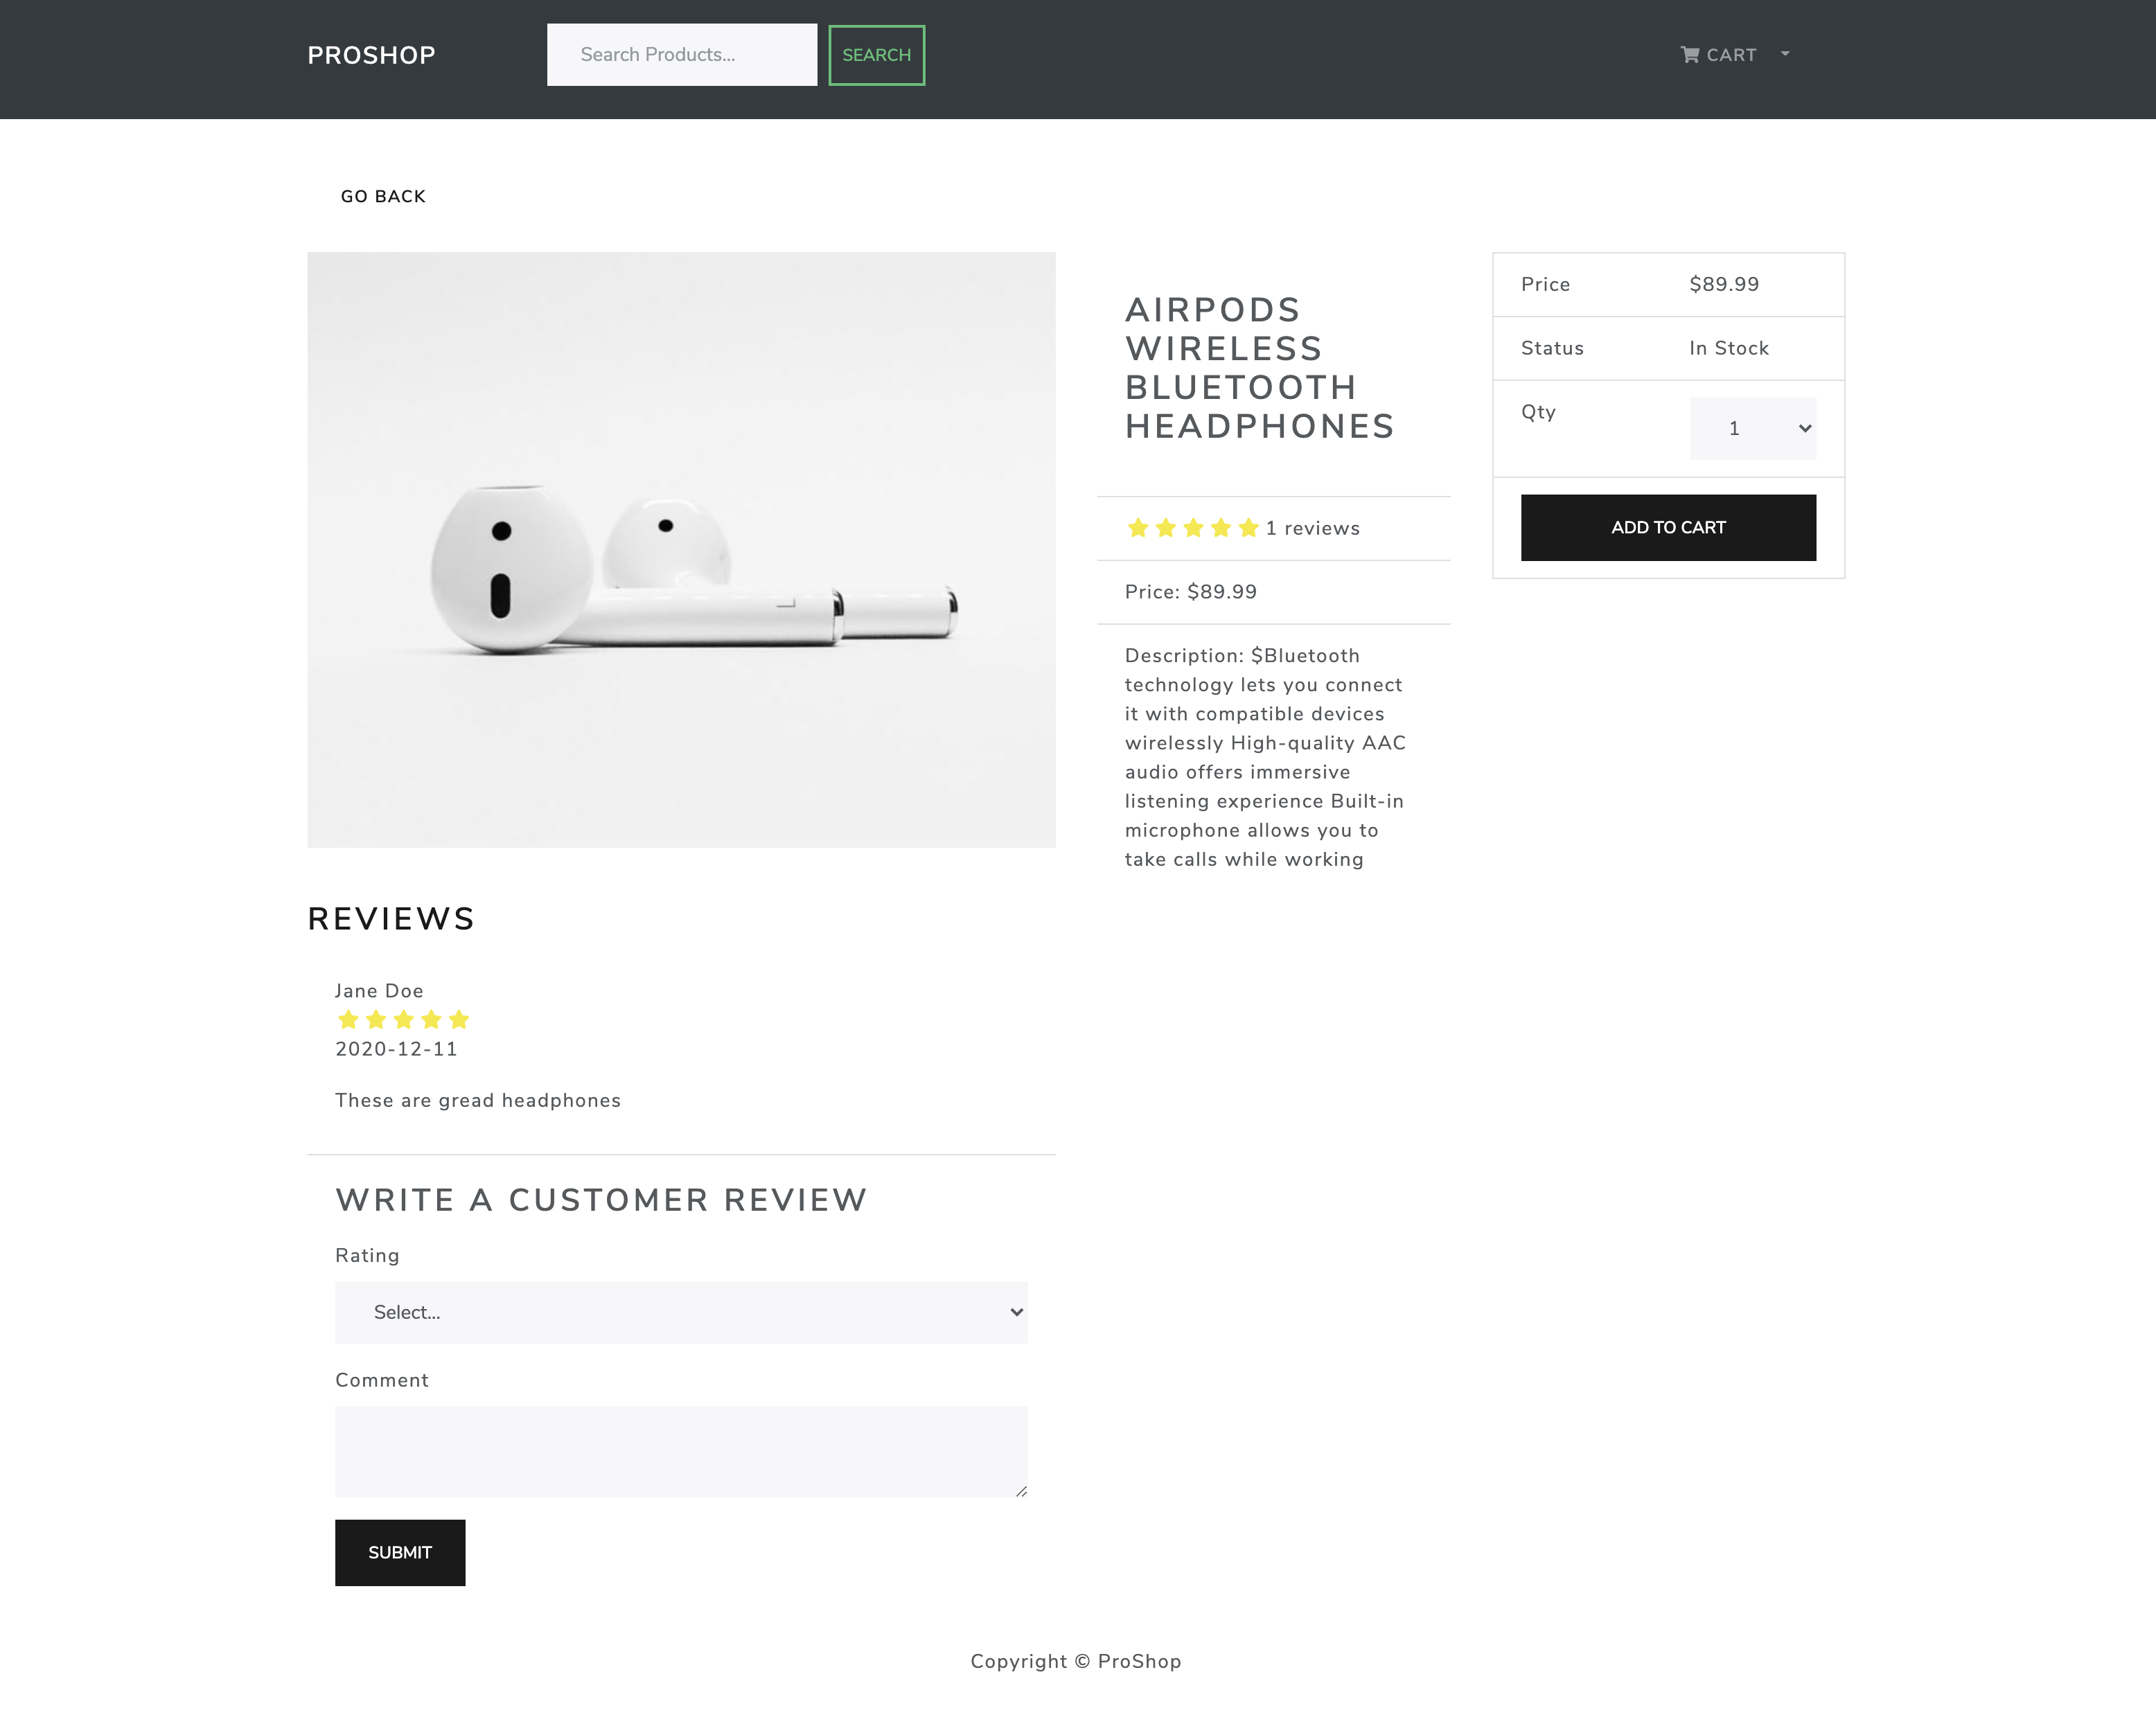 PROSHOP
Search Products...
SEARCH
CART
GO BACK
AIRPODS
WIRELESS
BLUETOOTH
HEADPHONES
1 reviews
Price: $89.99
Description: $Bluetooth
technology lets you connect
it with compatible devices
wirelessly High-quality AAC
audio offers immersive
listening experience Built-in
microphone allows you to
take calls while working
Price $89.99
Status In Stock
Qty 1
ADD TO CART
REVIEWS
Jane Doe
2020-12-11
These are gread headphones
WRITE A CUSTOMER REVIEW
Rating
Select...
Comment
SUBMIT
Copyright © ProShop